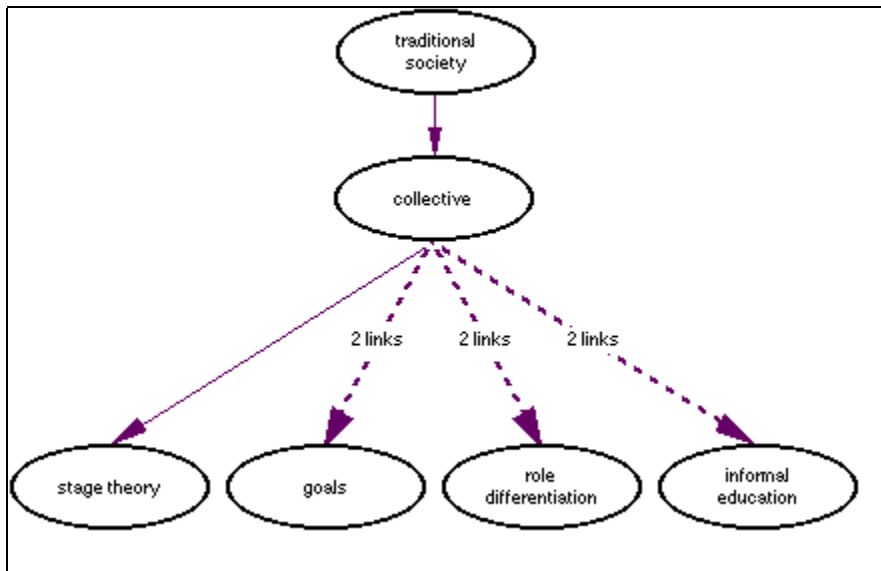 traditional
society
collective
2 links
2 links
2 links
stage theory
goals
role
differentiation
informal
education